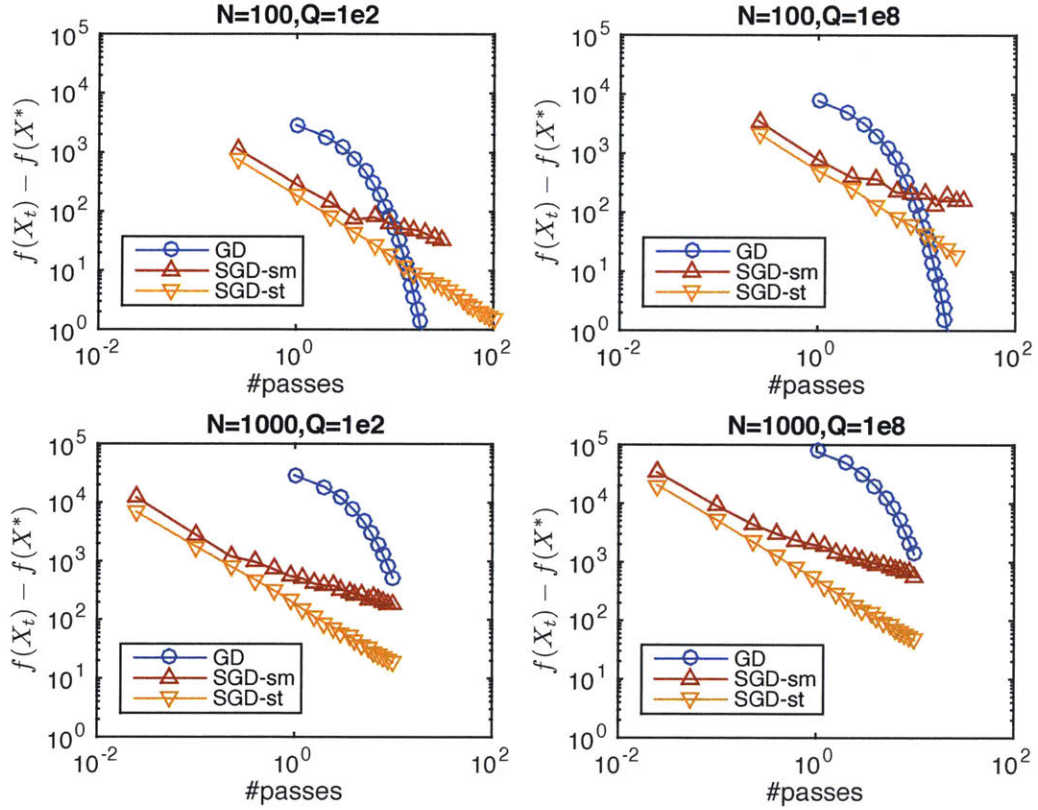 N=100,Q=1e2
10^5
10^4
10^3
10^2
10^1
10^0
f(X_t) − f(X*)
GD
SGD-sm
SGD-st
10^-2
10^0
10^2
#passes
N=100,Q=1e8
10^5
10^4
10^3
10^2
10^1
10^0
f(X_t) − f(X*)
GD
SGD-sm
SGD-st
10^-2
10^0
10^2
#passes
N=1000,Q=1e2
10^5
10^4
10^3
10^2
10^1
10^0
f(X_t) − f(X*)
GD
SGD-sm
SGD-st
10^-2
10^0
10^2
#passes
N=1000,Q=1e8
10^5
10^4
10^3
10^2
10^1
10^0
f(X_t) − f(X*)
GD
SGD-sm
SGD-st
10^-2
10^0
10^2
#passes